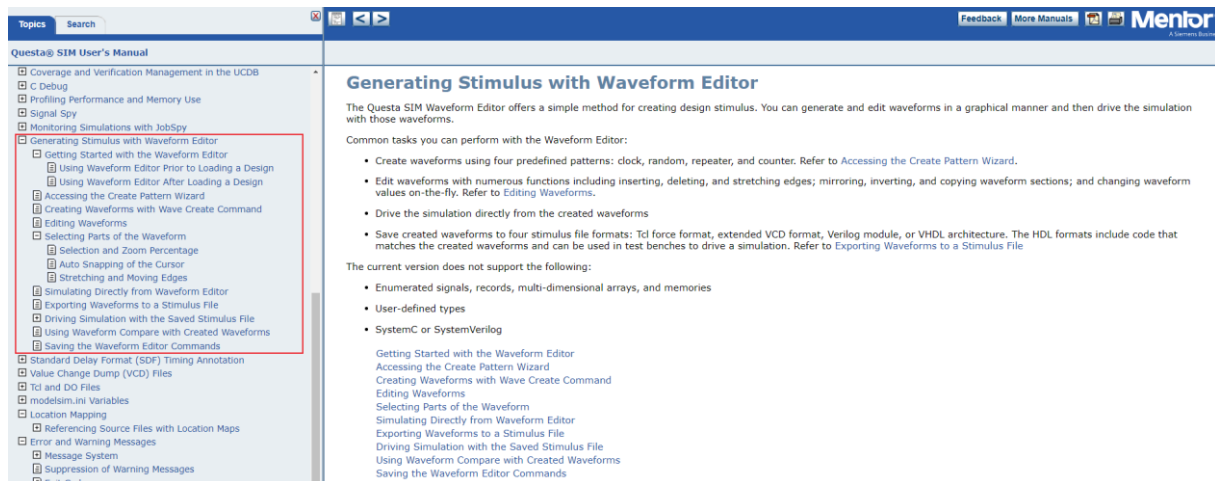 Topics Search
Feedback More Manuals Mentor
A Siemens Busin
Questa® SIM User's Manual
Coverage and Verification Management in the UCDB
C Debug
Profiling Performance and Memory Use
Signal Spy
Monitoring Simulations with JobSpy
Generating Stimulus with Waveform Editor
Getting Started with the Waveform Editor
Using Waveform Editor Prior to Loading a Design
Using Waveform Editor After Loading a Design
Accessing the Create Pattern Wizard
Creating Waveforms with Wave Create Command
Editing Waveforms
Selecting Parts of the Waveform
Selection and Zoom Percentage
Auto Snapping of the Cursor
Stretching and Moving Edges
Simulating Directly from Waveform Editor
Exporting Waveforms to a Stimulus File
Driving Simulation with the Saved Stimulus File
Using Waveform Compare with Created Waveforms
Saving the Waveform Editor Commands
Standard Delay Format (SDF) Timing Annotation
Value Change Dump (VCD) Files
Tcl and DO Files
modelsim.ini Variables
Location Mapping
Referencing Source Files with Location Maps
Error and Warning Messages
Message System
Suppression of Warning Messages
Generating Stimulus with Waveform Editor
The Questa SIM Waveform Editor offers a simple method for creating design stimulus. You can generate and edit waveforms in a graphical manner and then drive the simulation
with those waveforms.
Common tasks you can perform with the Waveform Editor:
• Create waveforms using four predefined patterns: clock, random, repeater, and counter. Refer to Accessing the Create Pattern Wizard.
• Edit waveforms with numerous functions including inserting, deleting, and stretching edges; mirroring, inverting, and copying waveform sections; and changing waveform
values on-the-fly. Refer to Editing Waveforms.
• Drive the simulation directly from the created waveforms
• Save created waveforms to four stimulus file formats: Tcl force format, extended VCD format, Verilog module, or VHDL architecture. The HDL formats include code that
matches the created waveforms and can be used in test benches to drive a simulation. Refer to Exporting Waveforms to a Stimulus File
The current version does not support the following:
• Enumerated signals, records, multi-dimensional arrays, and memories
• User-defined types
• SystemC or SystemVerilog
Getting Started with the Waveform Editor
Accessing the Create Pattern Wizard
Creating Waveforms with Wave Create Command
Editing Waveforms
Selecting Parts of the Waveform
Simulating Directly from Waveform Editor
Exporting Waveforms to a Stimulus File
Driving Simulation with the Saved Stimulus File
Using Waveform Compare with Created Waveforms
Saving the Waveform Editor Commands